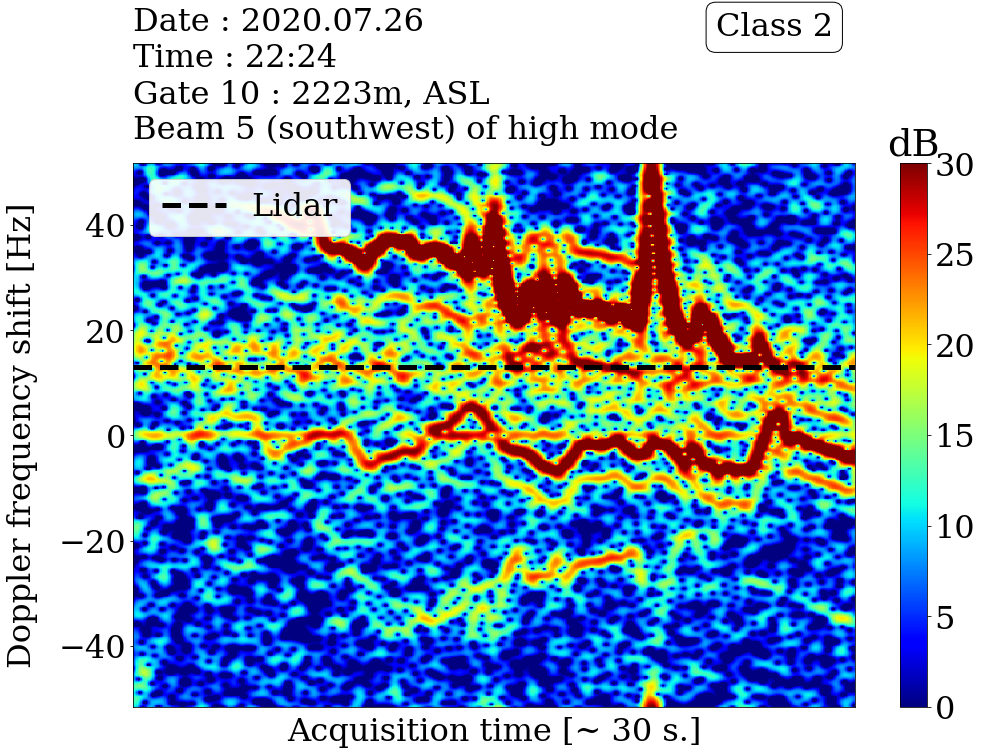 Date : 2020.07.26
Time : 22:24
Gate 10 : 2223m, ASL
Beam 5 (southwest) of high mode
Class 2
dB
Lidar
Doppler frequency shift [Hz]
40
20
0
−20
−40
Acquisition time [~ 30 s.]
30
25
20
15
10
5
0